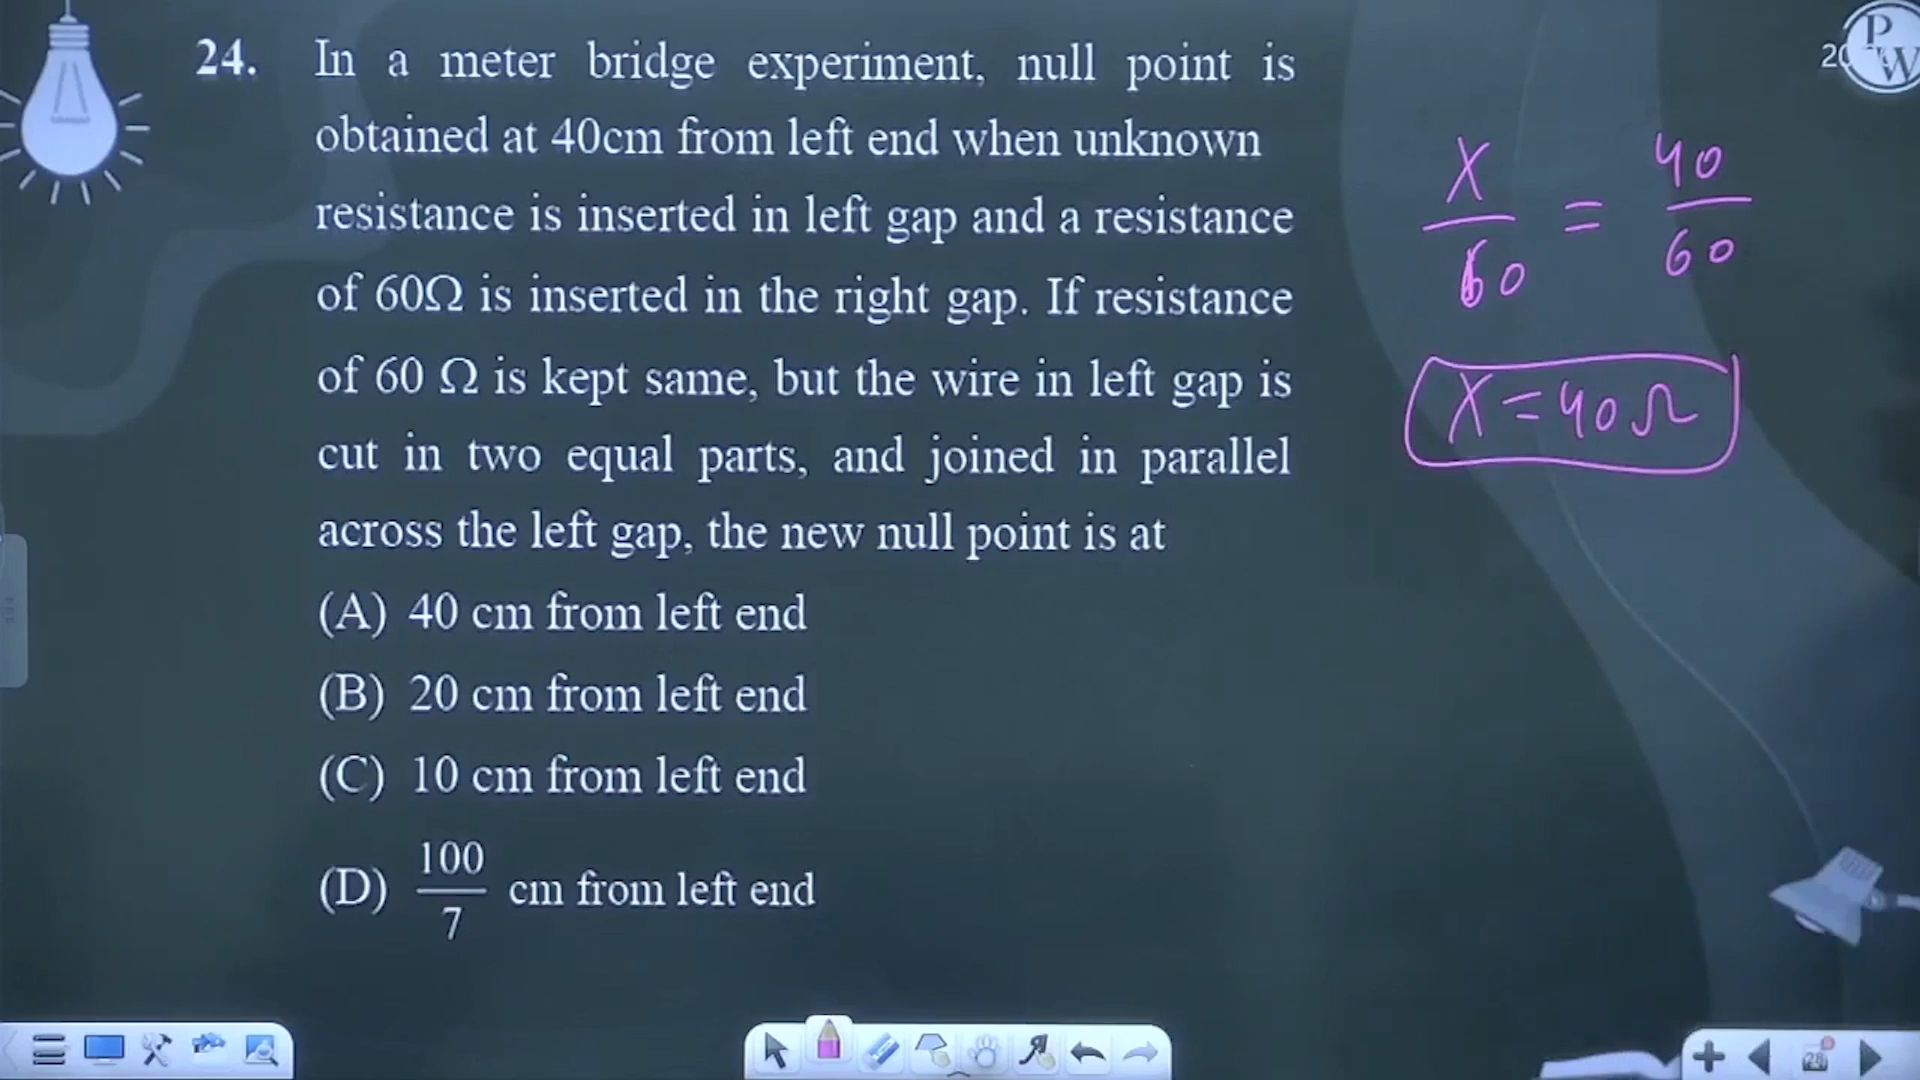 24. In a meter bridge experiment, null point is
obtained at 40cm from left end when unknown
resistance is inserted in left gap and a resistance
of 60Ω is inserted in the right gap. If resistance
of 60 Ω is kept same, but the wire in left gap is
cut in two equal parts, and joined in parallel
across the left gap, the new null point is at
(A) 40 cm from left end
(B) 20 cm from left end
(C) 10 cm from left end
(D) 100/7 cm from left end
PW
X/60 = 40/60
X = 40 Ω
28